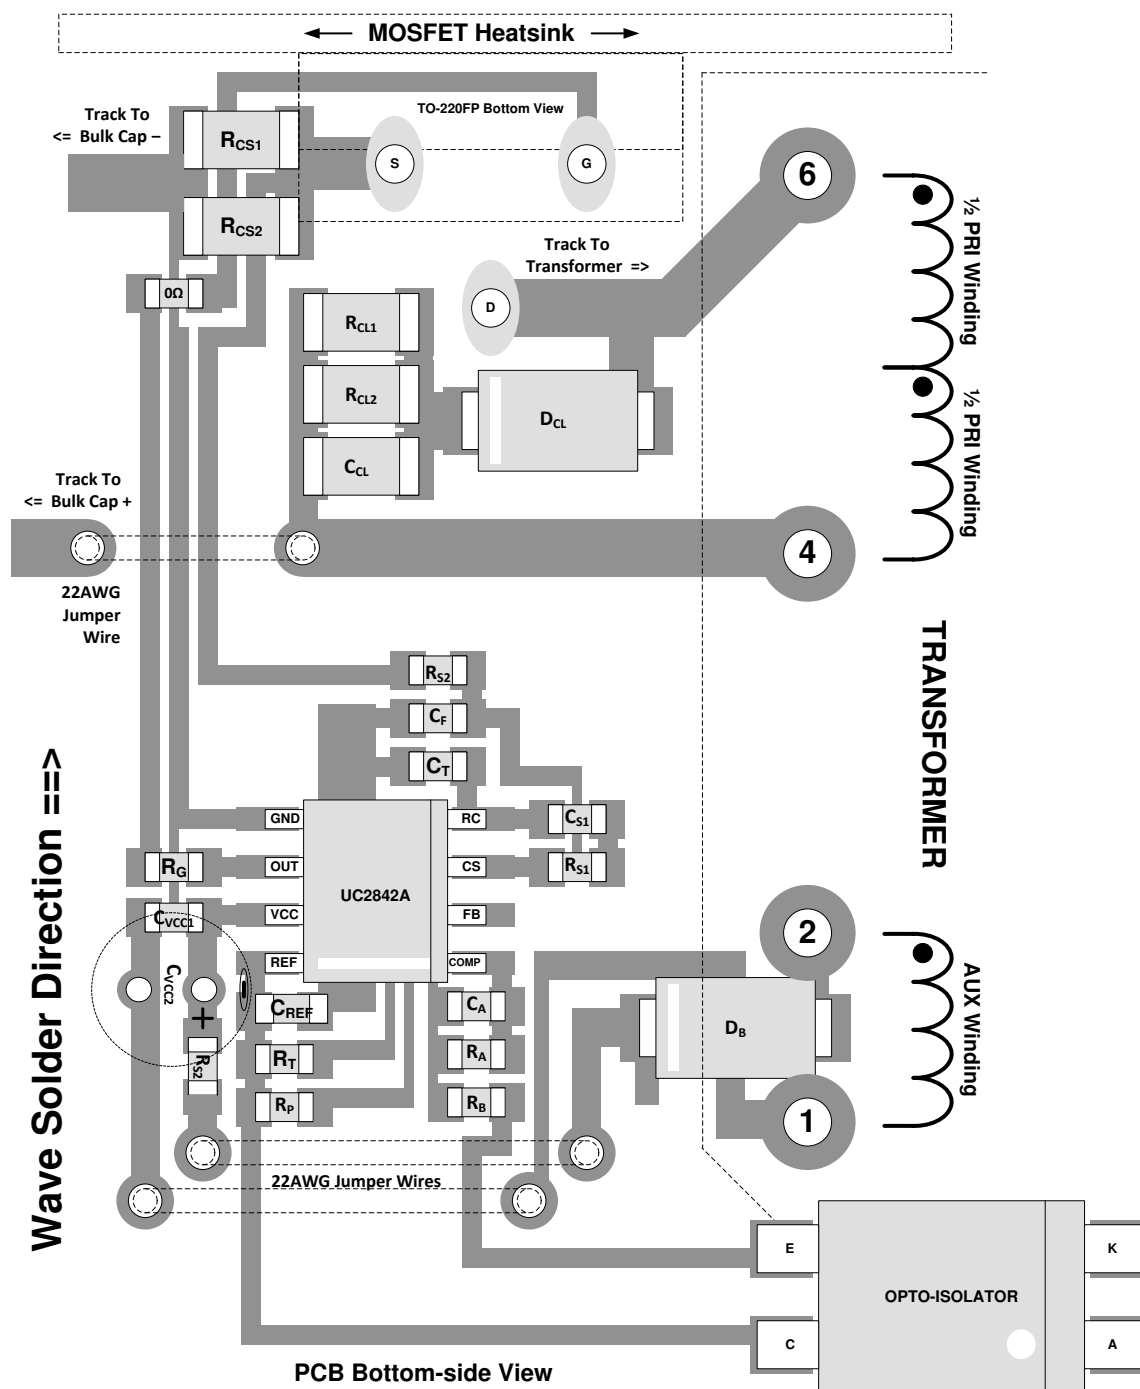 MOSFET Heatsink
TO-220FP Bottom View
Track To
<= Bulk Cap –
RCS1
S
G
6
RCS2
½ PRI Winding
Track To
Transformer =>
0Ω
D
RCL1
RCL2
DCL
½ PRI Winding
CCL
Track To
<= Bulk Cap +
4
22AWG
Jumper
Wire
TRANSFORMER
RS2
CF
CT
GND
RC
CS1
OUT
CS
RG
RS1
UC2842A
VCC
FB
CVCC1
2
REF
COMP
CVCC2
AUX Winding
+
CREF
CA
DB
RT
RA
RS2
RP
RB
1
22AWG Jumper Wires
Wave Solder Direction ==>
E
K
OPTO-ISOLATOR
C
A
PCB Bottom-side View